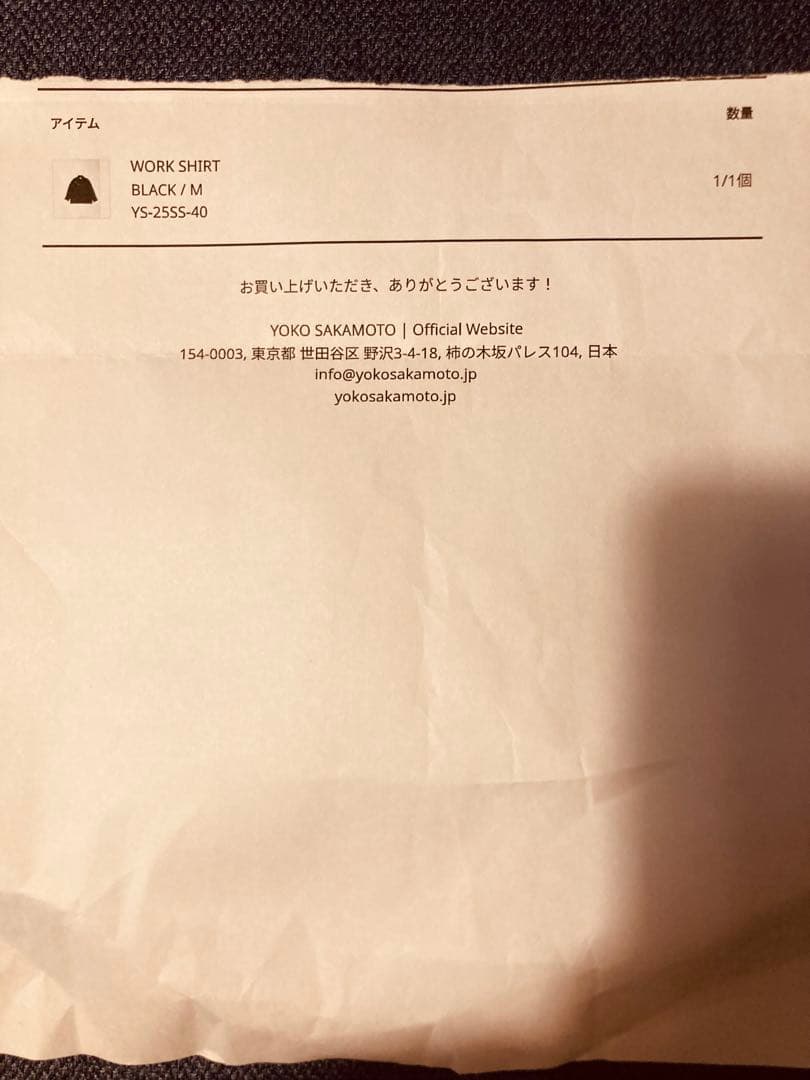 アイテム
数量
WORK SHIRT
BLACK / M
YS-25SS-40
1/1個
お買い上げいただき、ありがとうございます！
YOKO SAKAMOTO | Official Website
154-0003, 東京都 世田谷区 野沢3-4-18, 柿の木坂パレス104, 日本
info@yokosakamoto.jp
yokosakamoto.jp